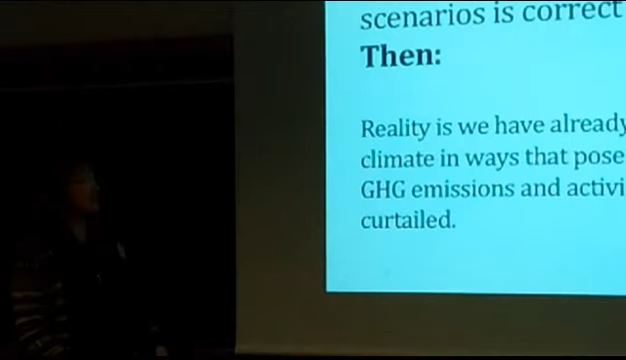 scenarios is correct
Then:
Reality is we have already
climate in ways that pose
GHG emissions and activi
curtailed.